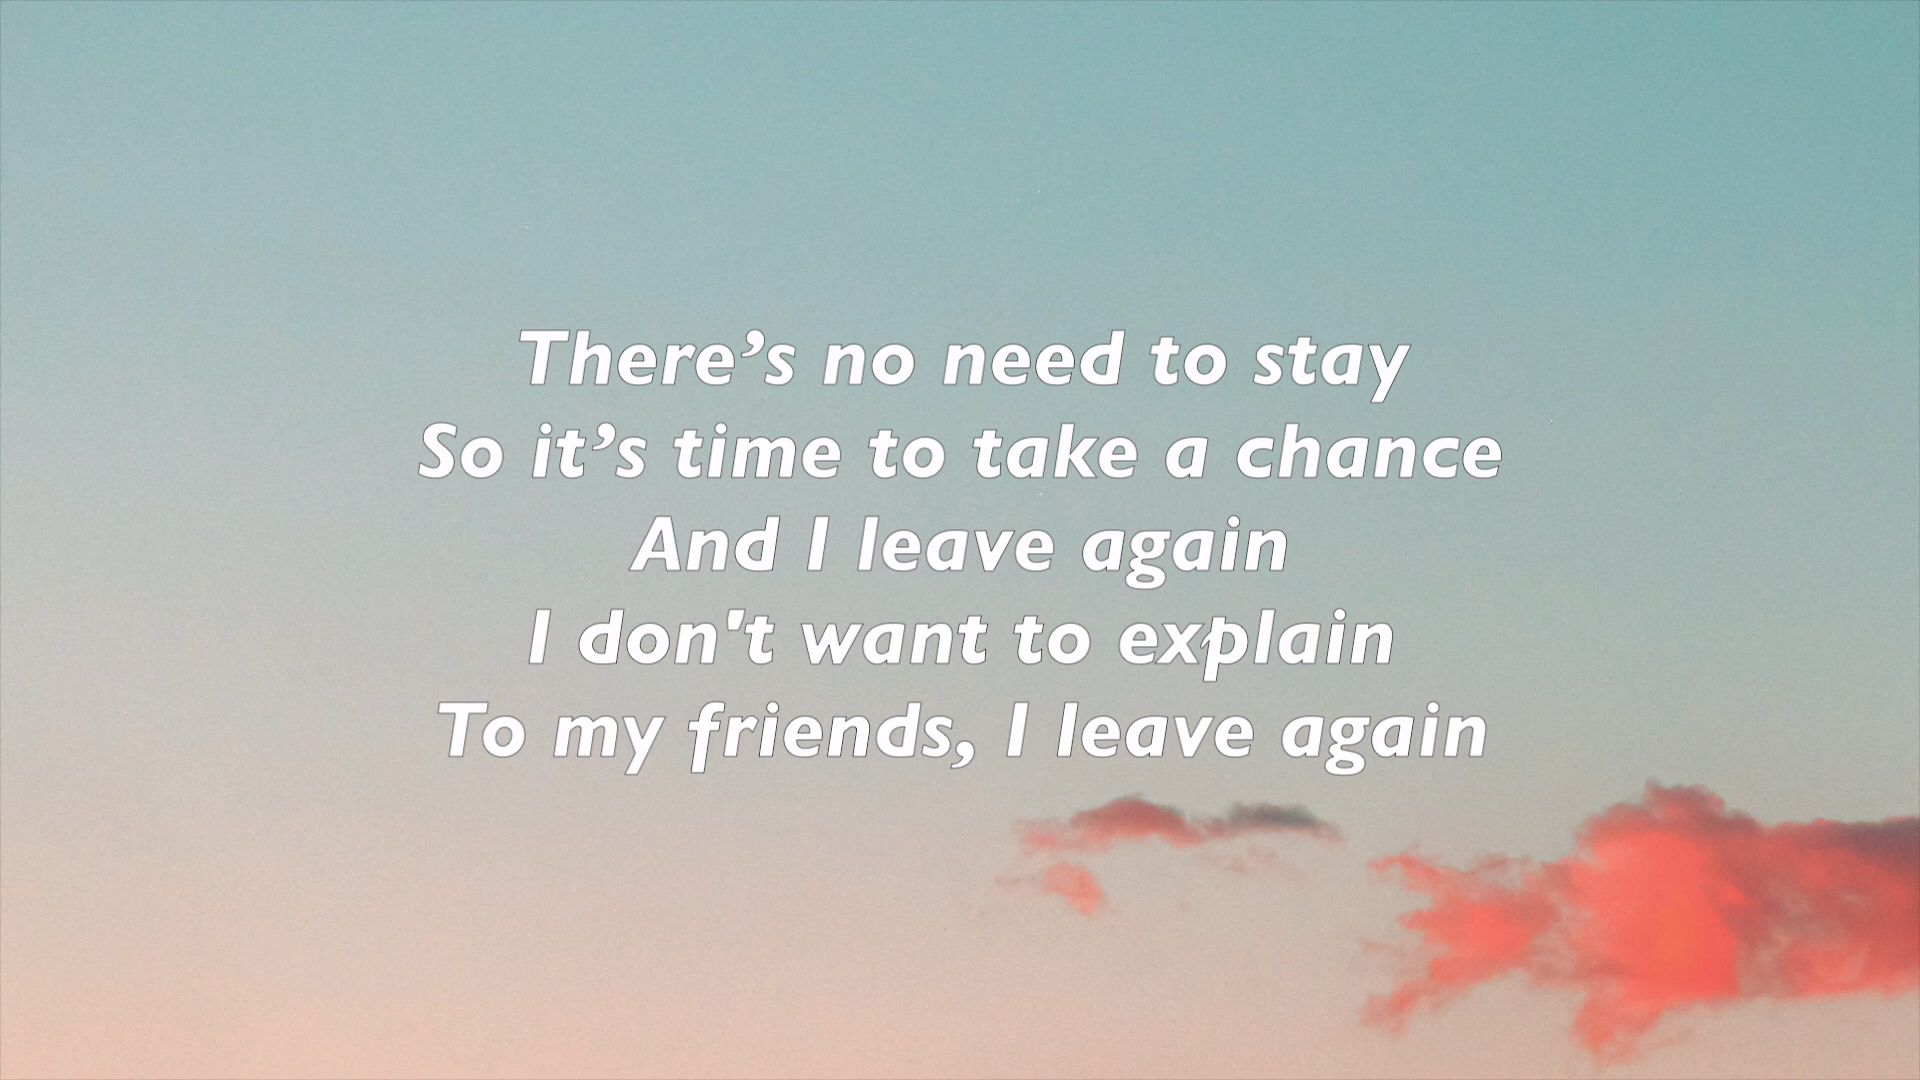 There’s no need to stay
So it’s time to take a chance
And I leave again
I don't want to explain
To my friends, I leave again